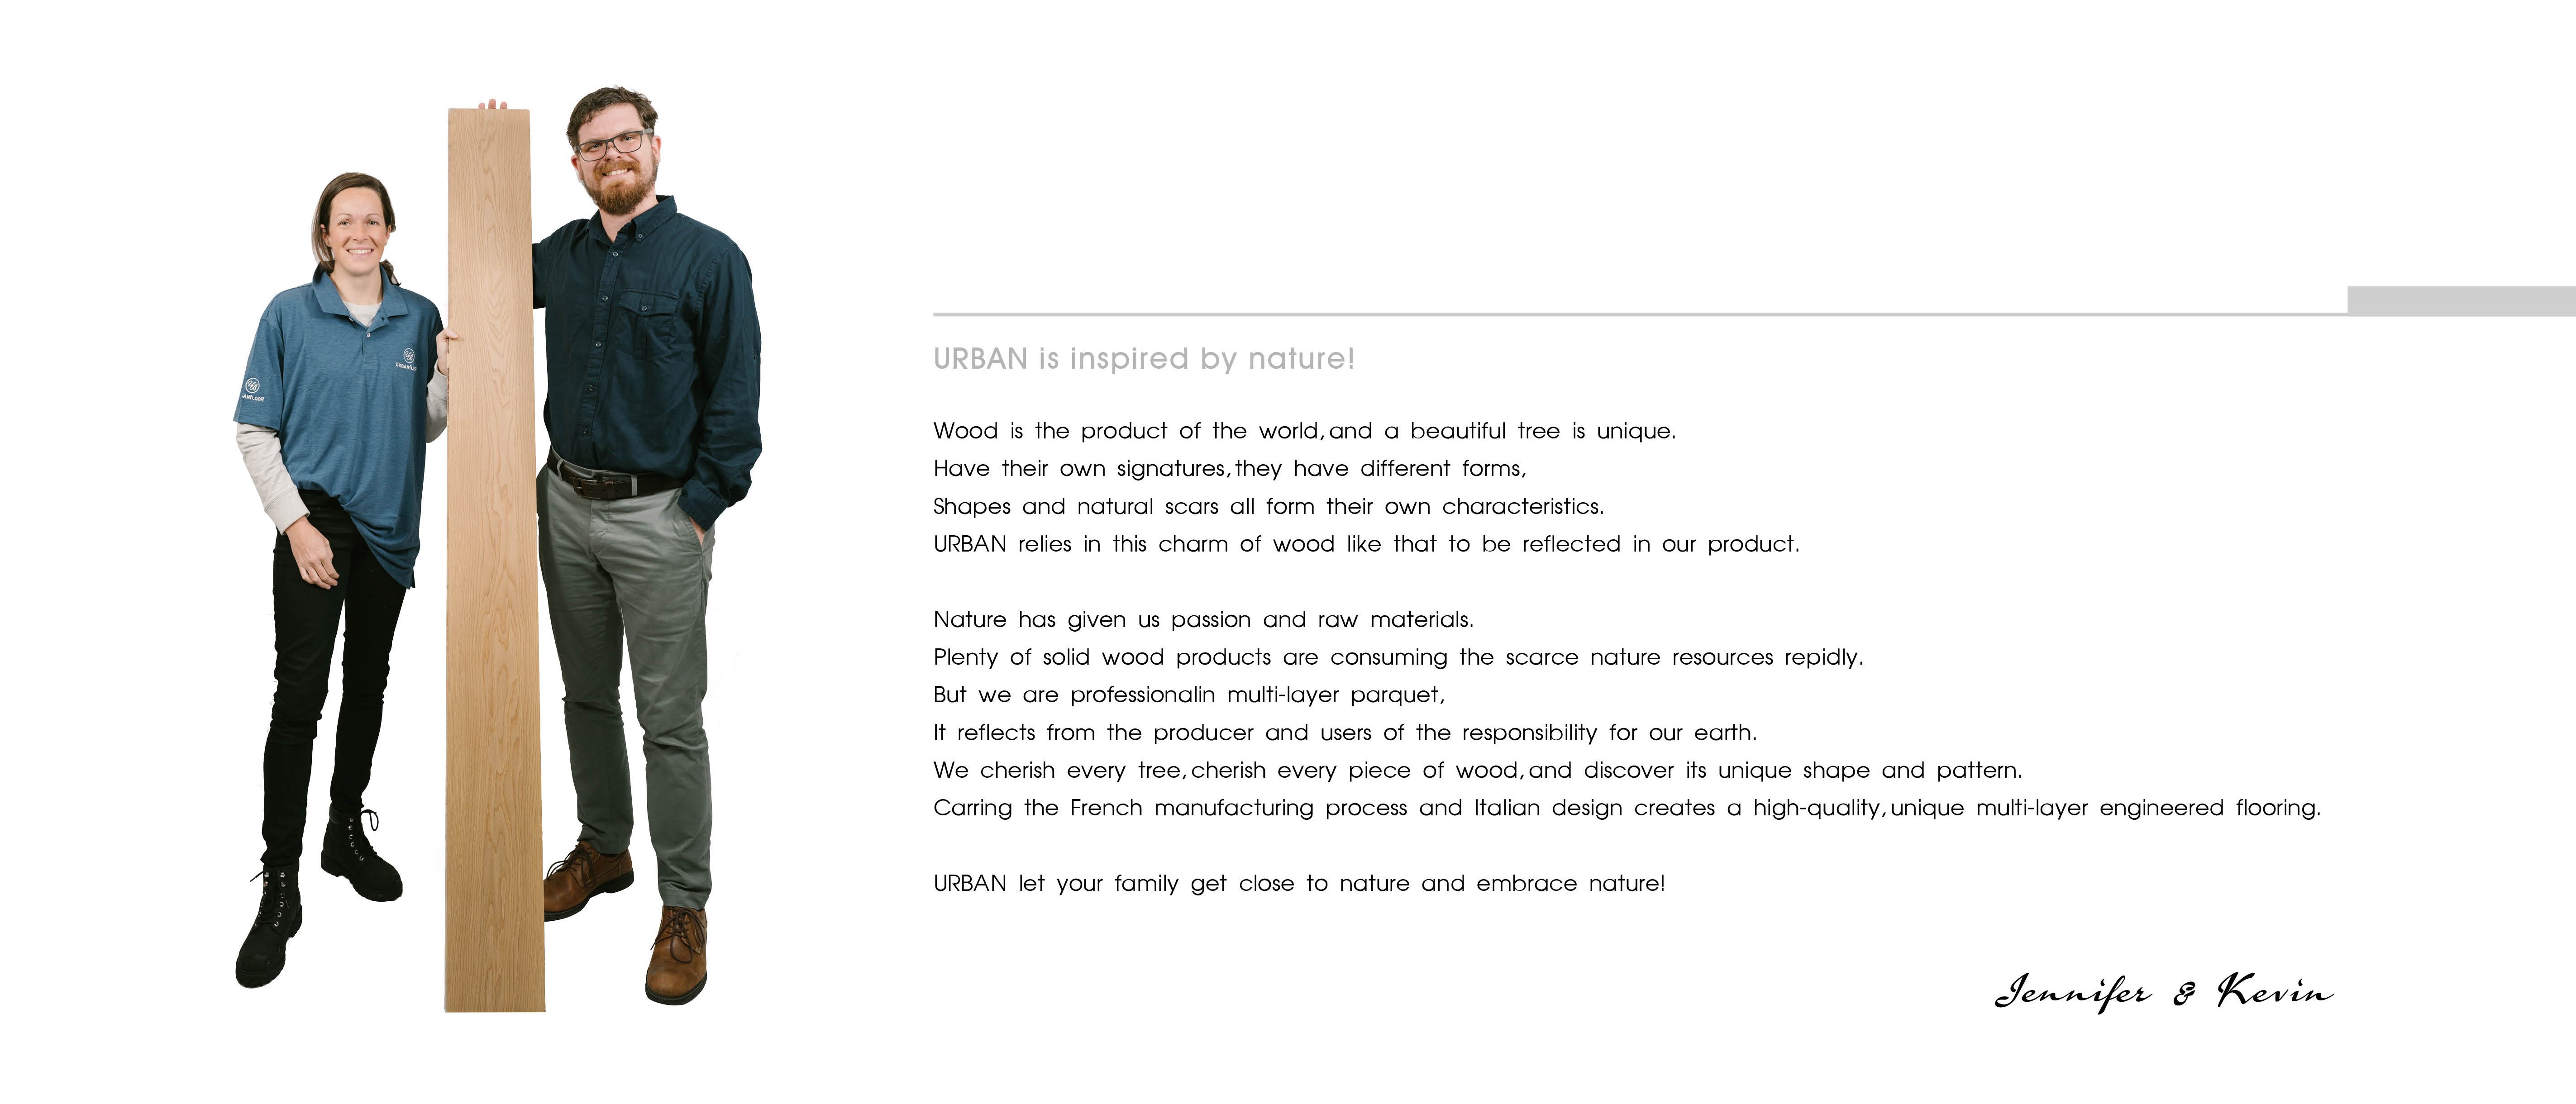 URBAN is inspired by nature!
Wood is the product of the world,and a beautiful tree is unique.
Have their own signatures,they have different forms,
Shapes and natural scars all form their own characteristics.
URBAN relies in this charm of wood like that to be reflected in our product.
Nature has given us passion and raw materials.
Plenty of solid wood products are consuming the scarce nature resources repidly.
But we are professionalin multi-layer parquet,
It reflects from the producer and users of the responsibility for our earth.
We cherish every tree,cherish every piece of wood,and discover its unique shape and pattern.
Carring the French manufacturing process and Italian design creates a high-quality,unique multi-layer engineered flooring.
URBAN let your family get close to nature and embrace nature!
Jennifer & Kevin